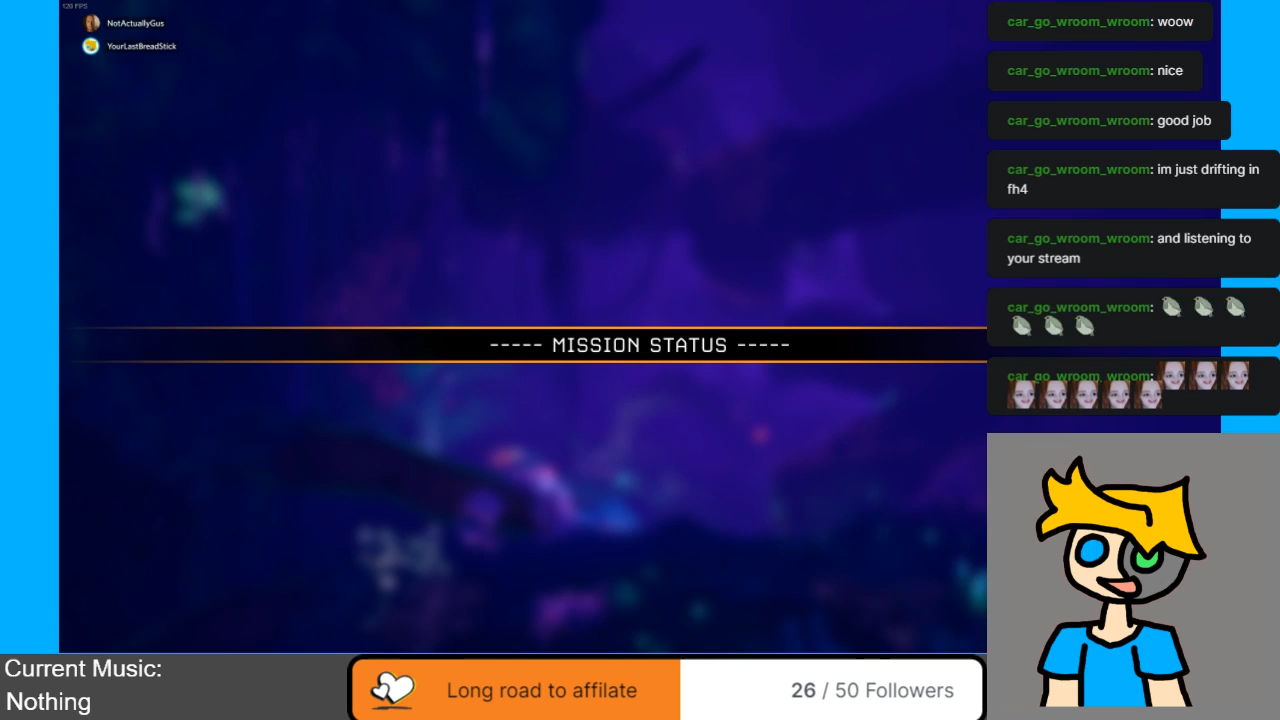 120 FPS
NotActuallyGus
YourLastBreadStick
----- MISSION STATUS -----
car_go_wroom_wroom: woow
car_go_wroom_wroom: nice
car_go_wroom_wroom: good job
car_go_wroom_wroom: im just drifting in
fh4
car_go_wroom_wroom: and listening to
your stream
car_go_wroom_wroom:
car_go_wroom_wroom:
Current Music:
Nothing
Long road to affilate
26 / 50 Followers